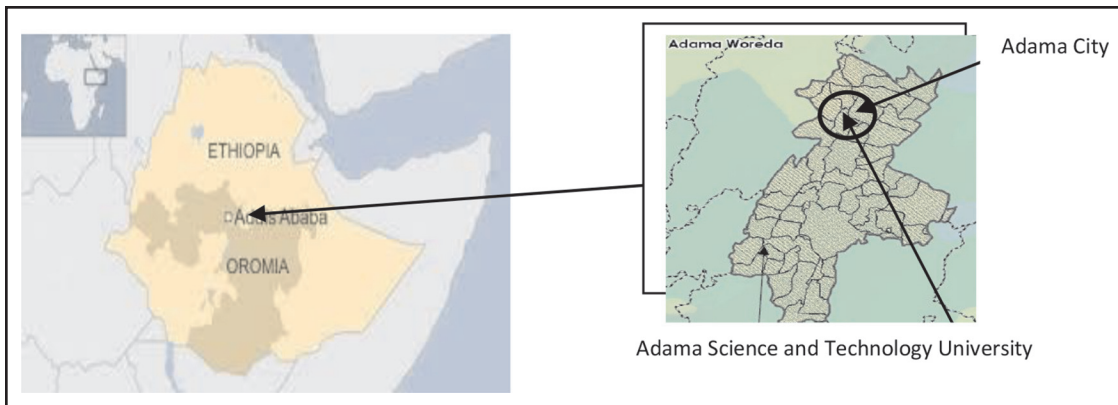 Adama Woreda
Adama City
ETHIOPIA
Addis Ababa
OROMIA
Adama Science and Technology University